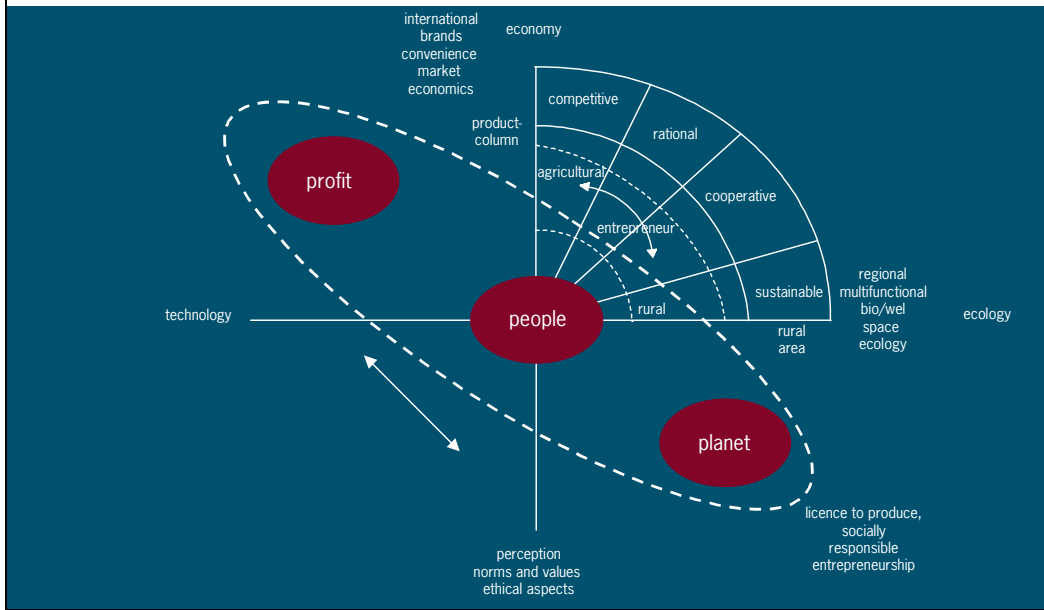 international
brands
convenience
market
economics
economy
competitive
product-
column
rational
agricultural
profit
cooperative
entrepreneur
regional
multifunctional
bio/wel
space
ecology
sustainable
rural
technology
people
ecology
rural
area
planet
licence to produce,
socially
responsible
entrepreneurship
perception
norms and values
ethical aspects